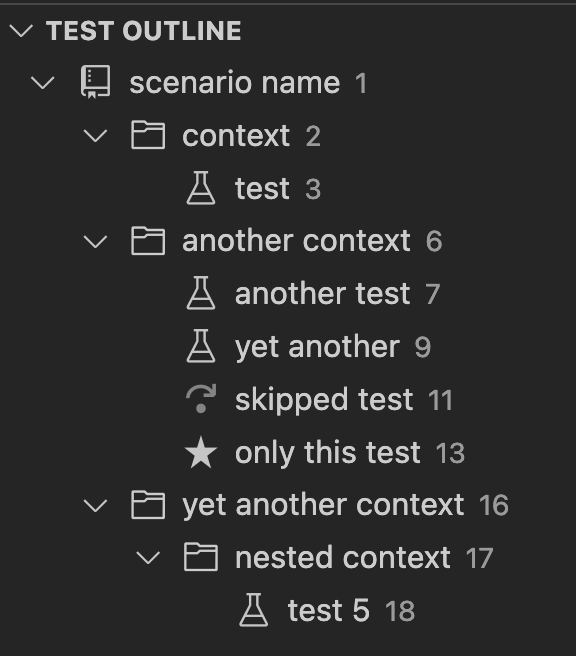 TEST OUTLINE
scenario name 1
context 2
test 3
another context 6
another test 7
yet another 9
skipped test 11
only this test 13
yet another context 16
nested context 17
test 5 18